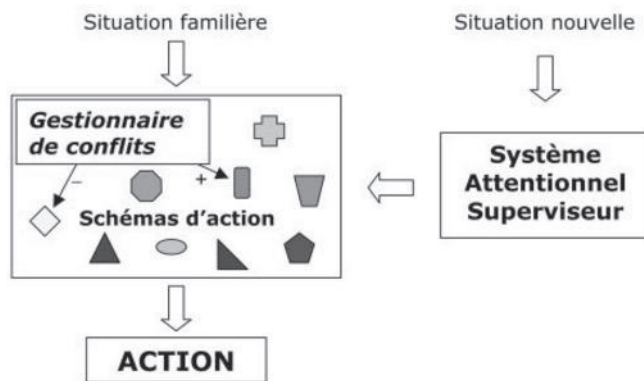 Situation familière
Situation nouvelle
Gestionnaire
de conflits
Système
Attentionnel
Superviseur
– +
Schémas d'action
ACTION